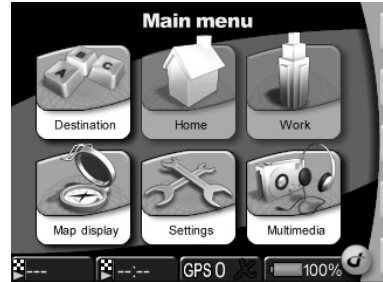 Main menu
A B C
Destination
Home
Work
Map display
Settings
Multimedia
--- --:-- GPS 0 100%